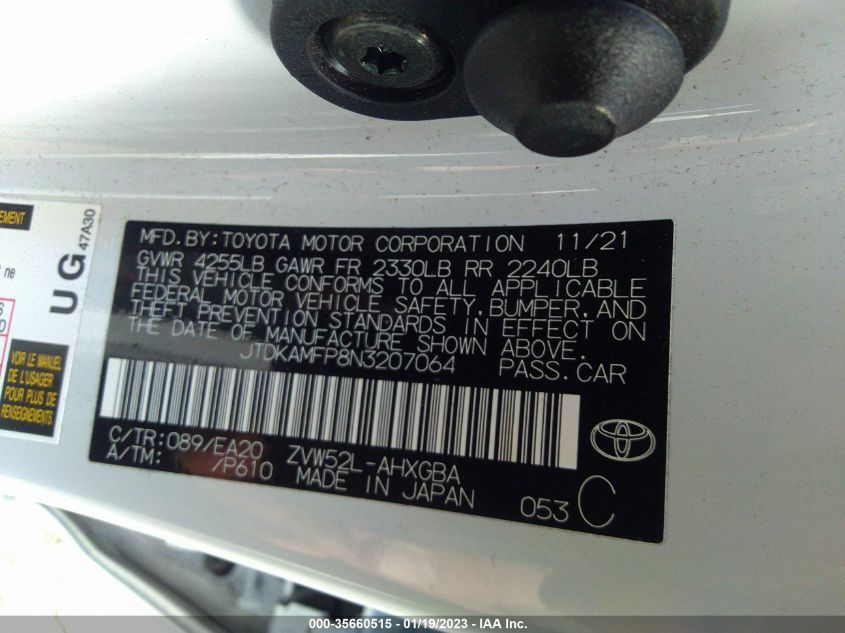 EMENT
47A30
UG
ne
S
D
VOIR LE MANUEL
DE L'USAGER
POUR PLUS DE
RENSEIGNEMENTS.
MFD.BY:TOYOTA MOTOR CORPORATION 11/21
GVWR 4255LB GAWR FR 2330LB RR 2240LB
THIS VEHICLE CONFORMS TO ALL APPLICABLE
FEDERAL MOTOR VEHICLE SAFETY,BUMPER,AND
THEFT PREVENTION STANDARDS IN EFFECT ON
THE DATE OF MANUFACTURE SHOWN ABOVE.
JTDKAMFP8N3207064 PASS.CAR
C/TR:089/EA20 ZVW52L-AHXGBA
A/TM: /P610 MADE IN JAPAN
053 C
000-35660515 - 01/19/2023 - IAA Inc.